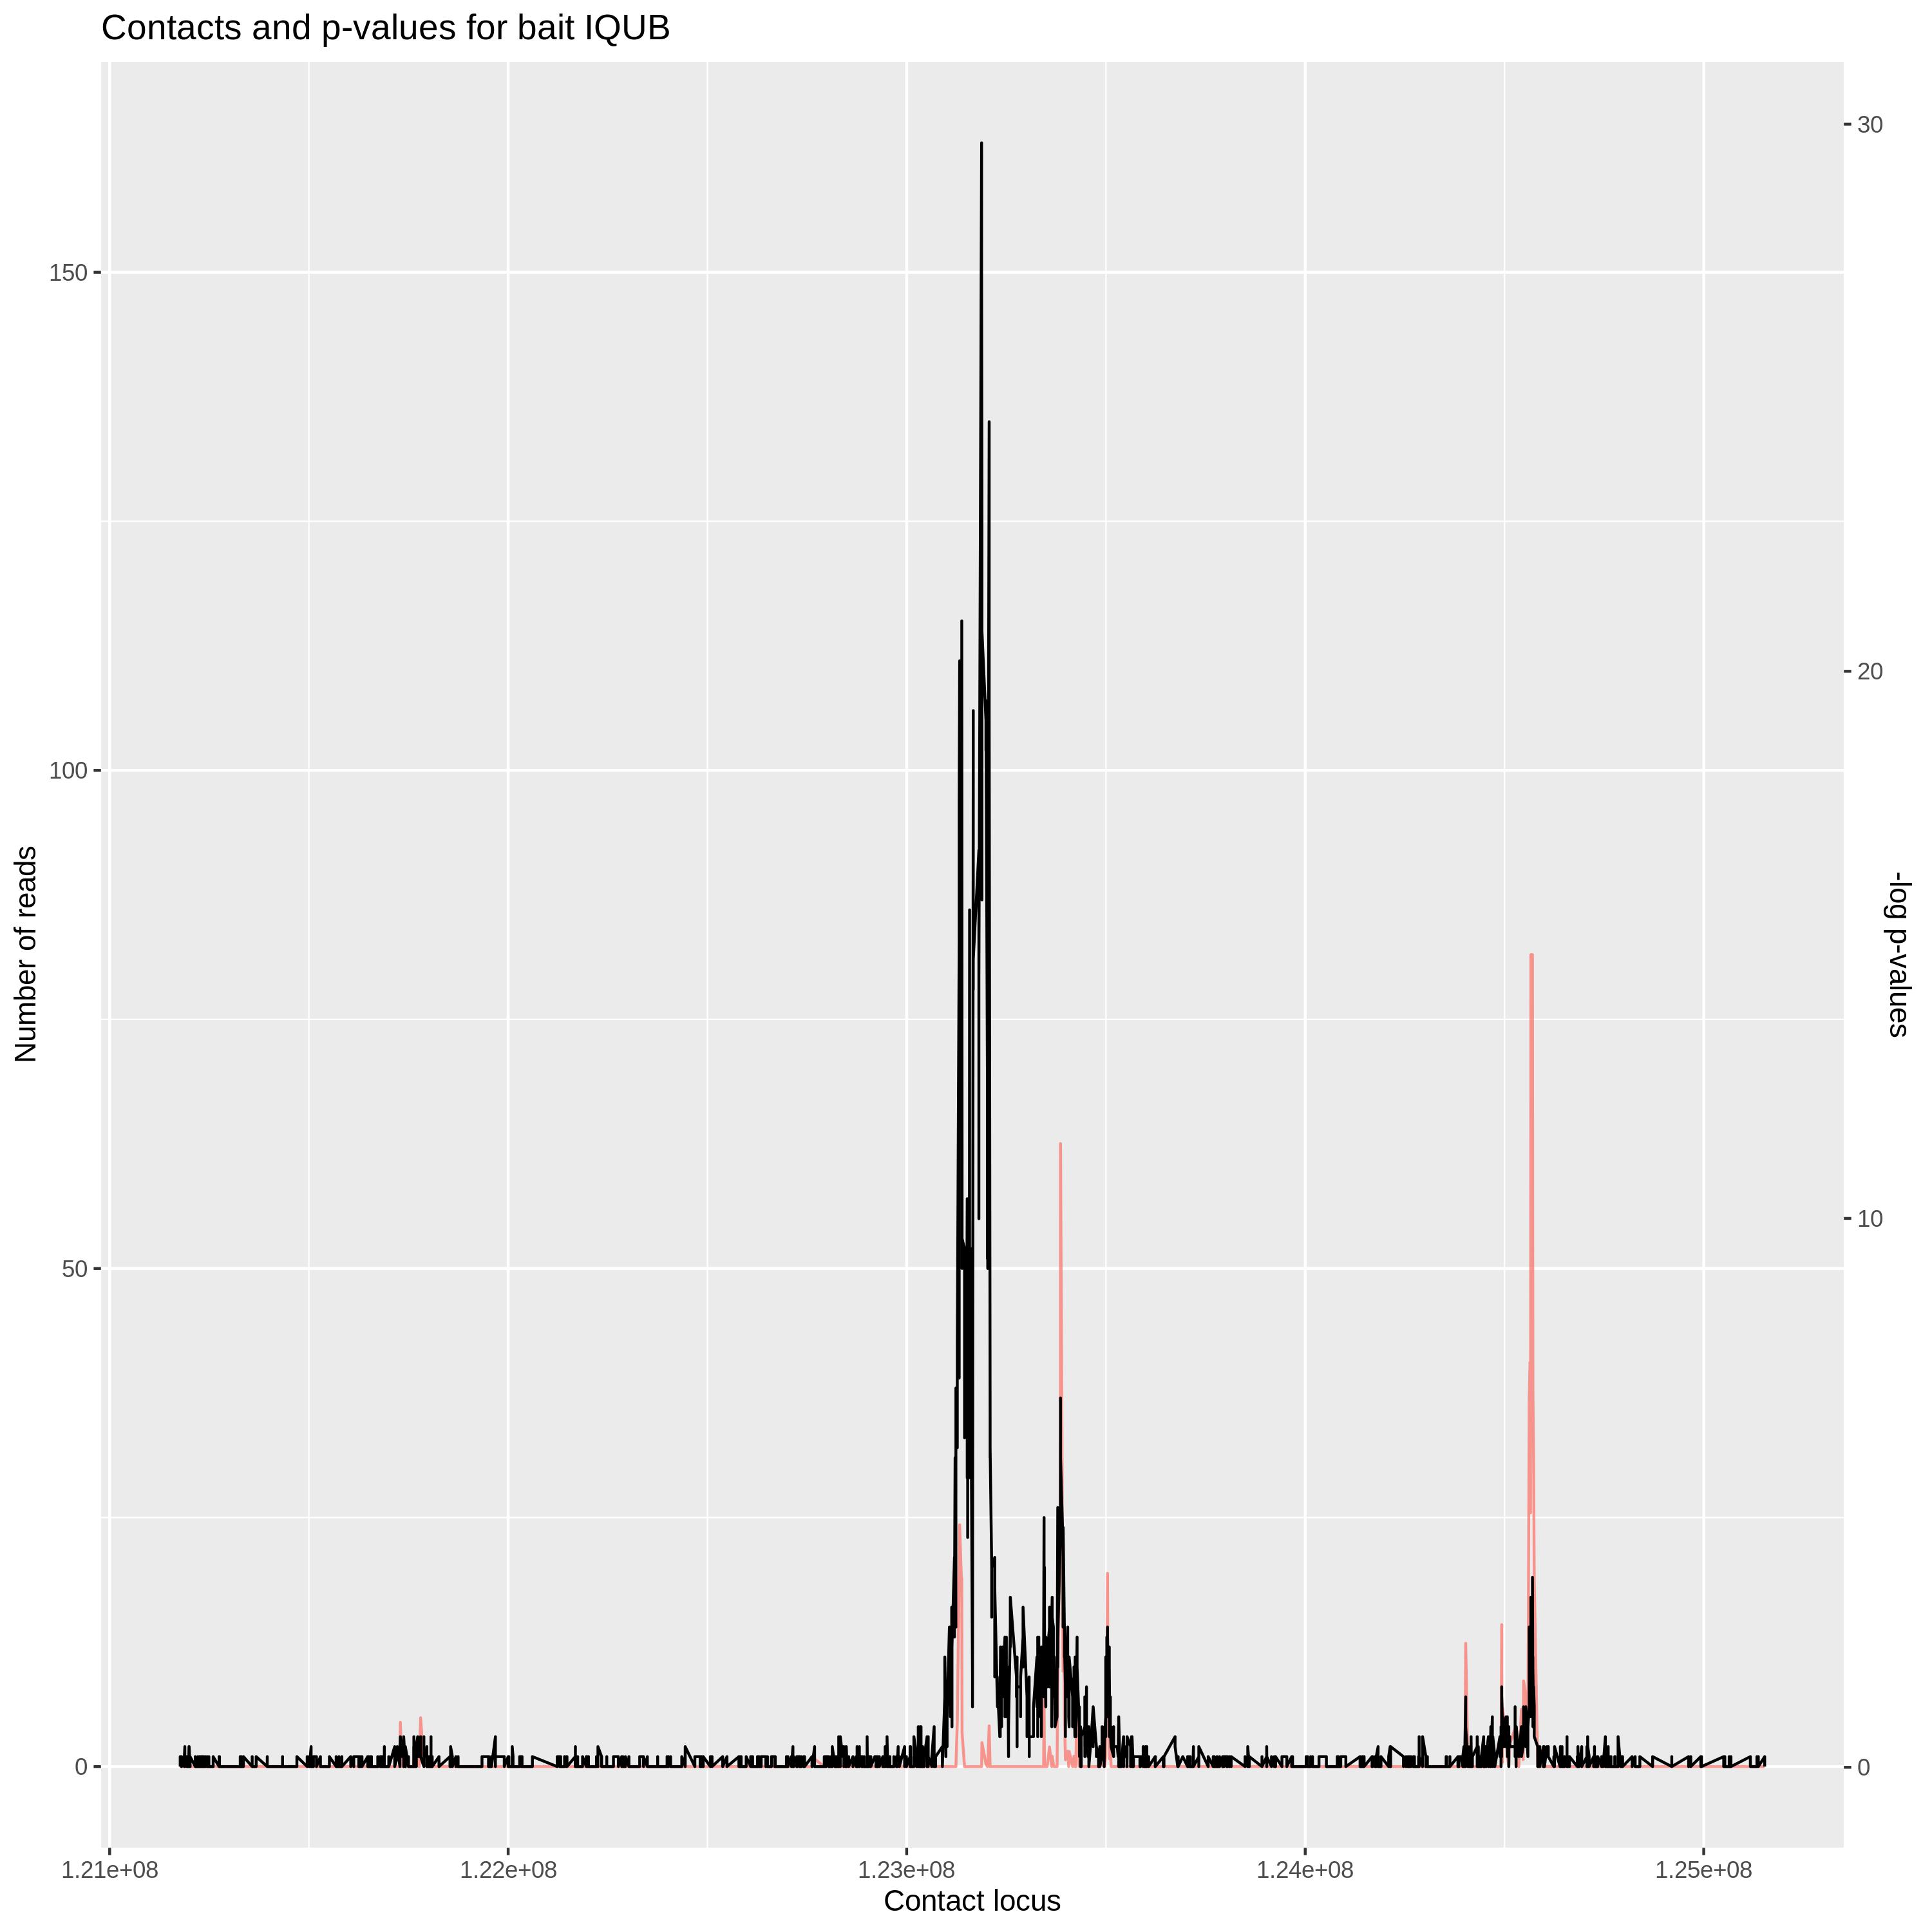 Contacts and p-values for bait IQUB
150
100
50
0
Number of reads
30
20
10
0
-log p-values
1.21e+08
1.22e+08
1.23e+08
1.24e+08
1.25e+08
Contact locus